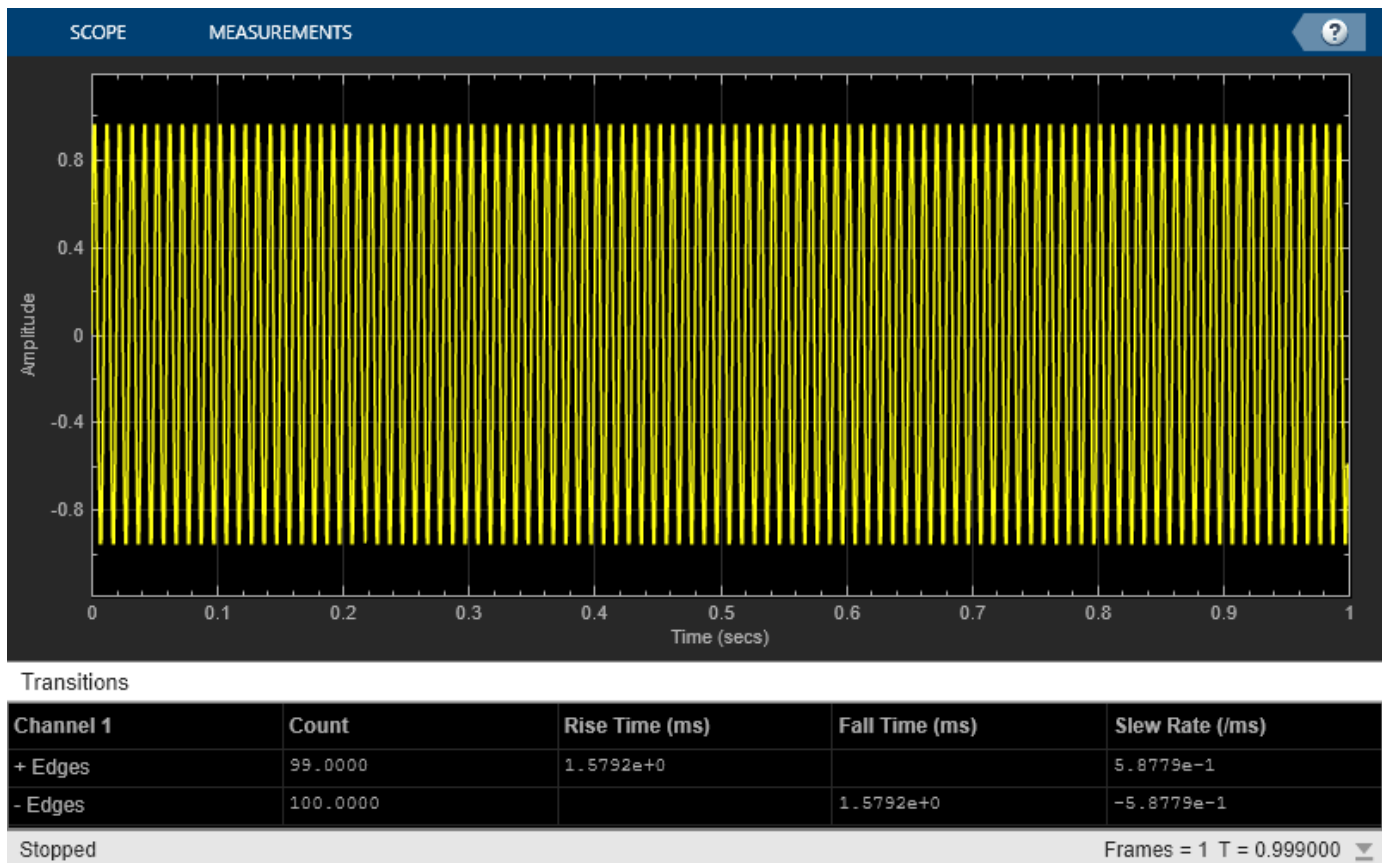 SCOPE MEASUREMENTS ?
0.8
0.4
0
-0.4
-0.8
Amplitude
0 0.1 0.2 0.3 0.4 0.5 0.6 0.7 0.8 0.9 1
Time (secs)
Transitions
Channel 1 Count Rise Time (ms) Fall Time (ms) Slew Rate (/ms)
+ Edges 99.0000 1.5792e+0 5.8779e-1
- Edges 100.0000 1.5792e+0 -5.8779e-1
Stopped Frames = 1 T = 0.999000